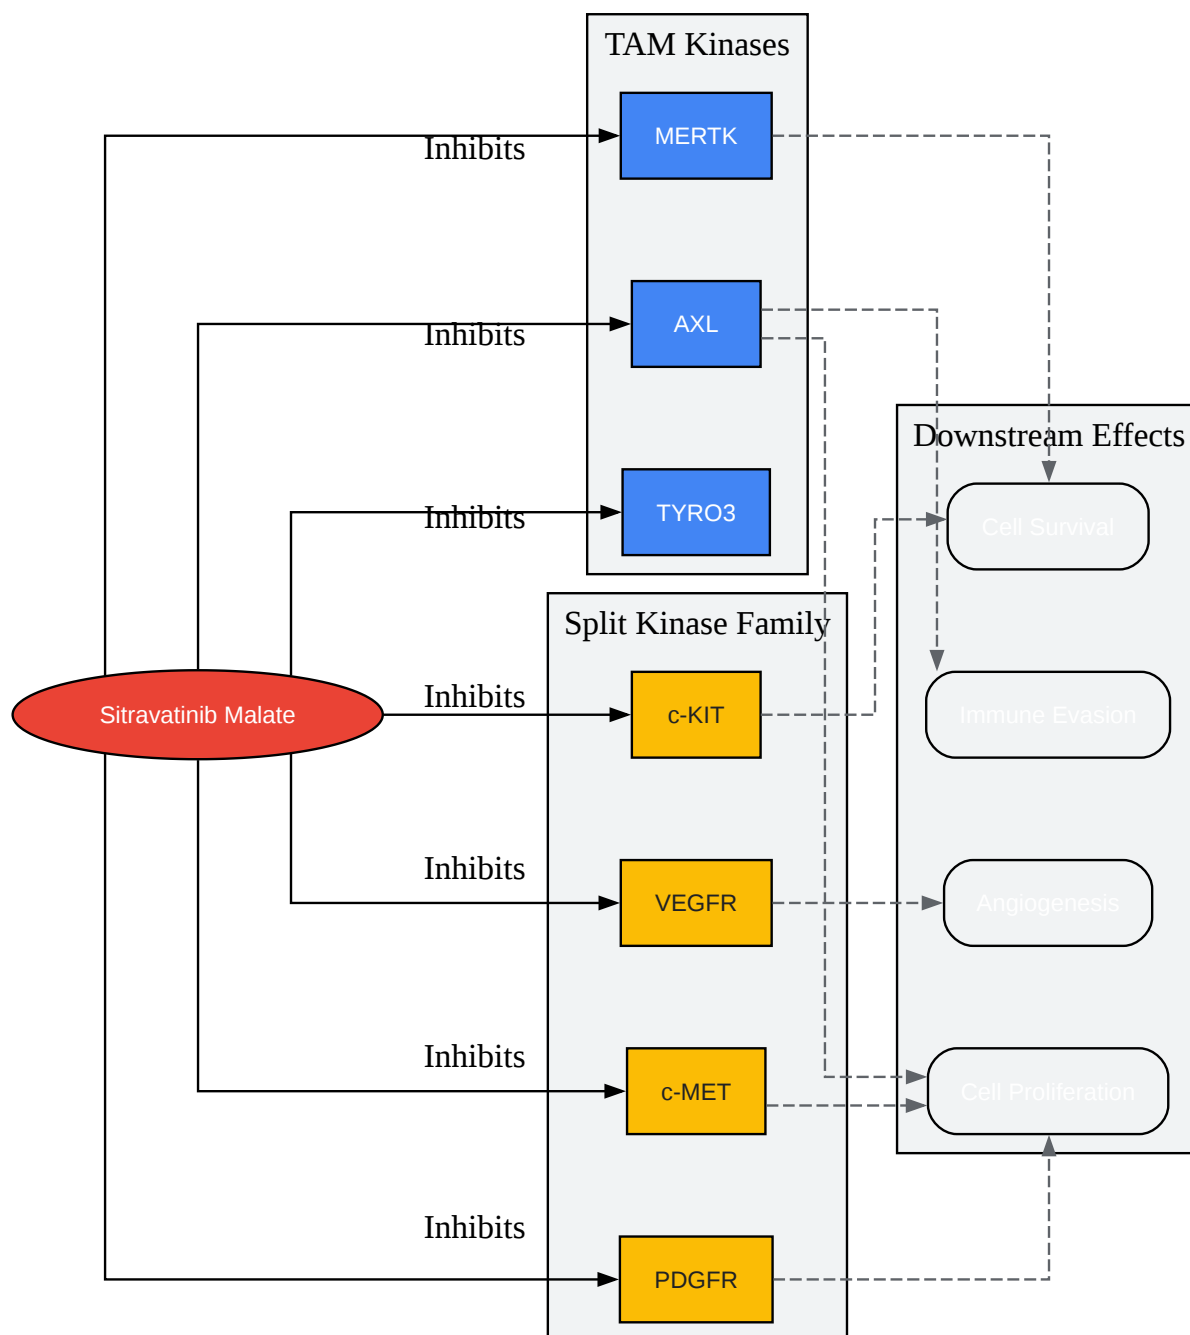 TAM Kinases
MERTK
Inhibits
AXL
Inhibits
Downstream Effects
TYRO3
Inhibits
Cell Survival
Split Kinase Family
Inhibits
Sitravatinib Malate
c-KIT
Immune Evasion
Inhibits
VEGFR
Angiogenesis
Inhibits
c-MET
Cell Proliferation
Inhibits
PDGFR